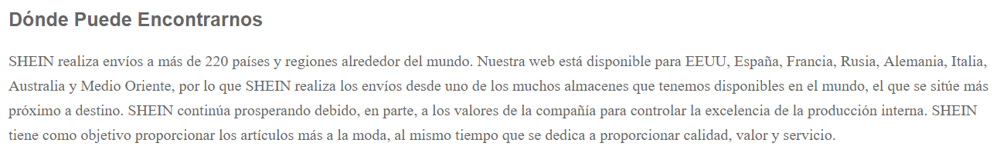 Dónde Puede Encontrarnos
SHEIN realiza envíos a más de 220 países y regiones alrededor del mundo. Nuestra web está disponible para EEUU, España, Francia, Rusia, Alemania, Italia,
Australia y Medio Oriente, por lo que SHEIN realiza los envíos desde uno de los muchos almacenes que tenemos disponibles en el mundo, el que se sitúe más
próximo a destino. SHEIN continúa prosperando debido, en parte, a los valores de la compañía para controlar la excelencia de la producción interna. SHEIN
tiene como objetivo proporcionar los artículos más a la moda, al mismo tiempo que se dedica a proporcionar calidad, valor y servicio.